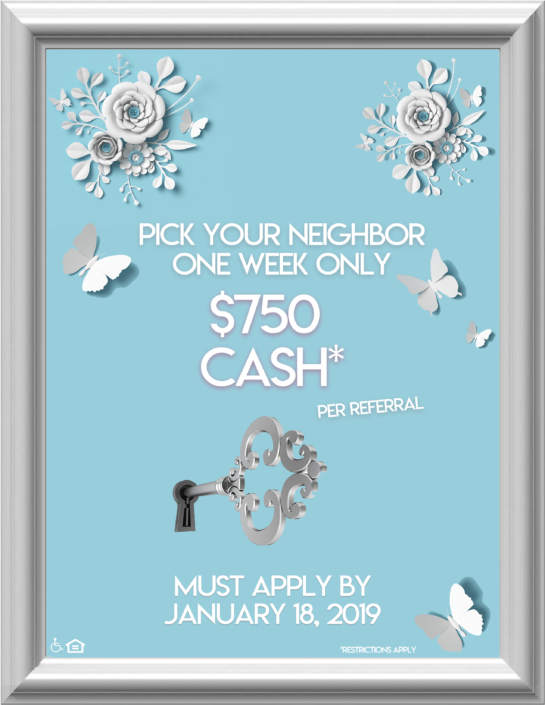 PICK YOUR NEIGHBOR
ONE WEEK ONLY
$750
CASH*
PER REFERRAL
MUST APPLY BY
JANUARY 18, 2019
*RESTRICTIONS APPLY